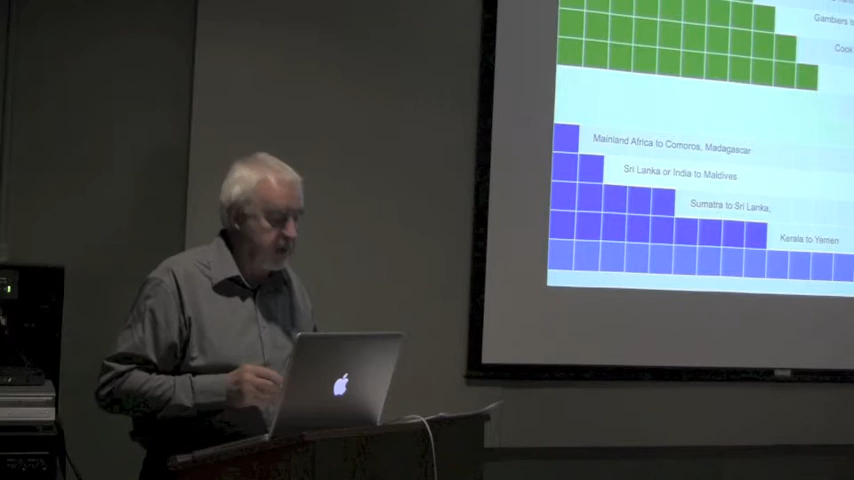 Gambiers
Cook
Mainland Africa to Comoros, Madagascar
Sri Lanka or India to Maldives
Sumatra to Sri Lanka,
Kerala to Yemen